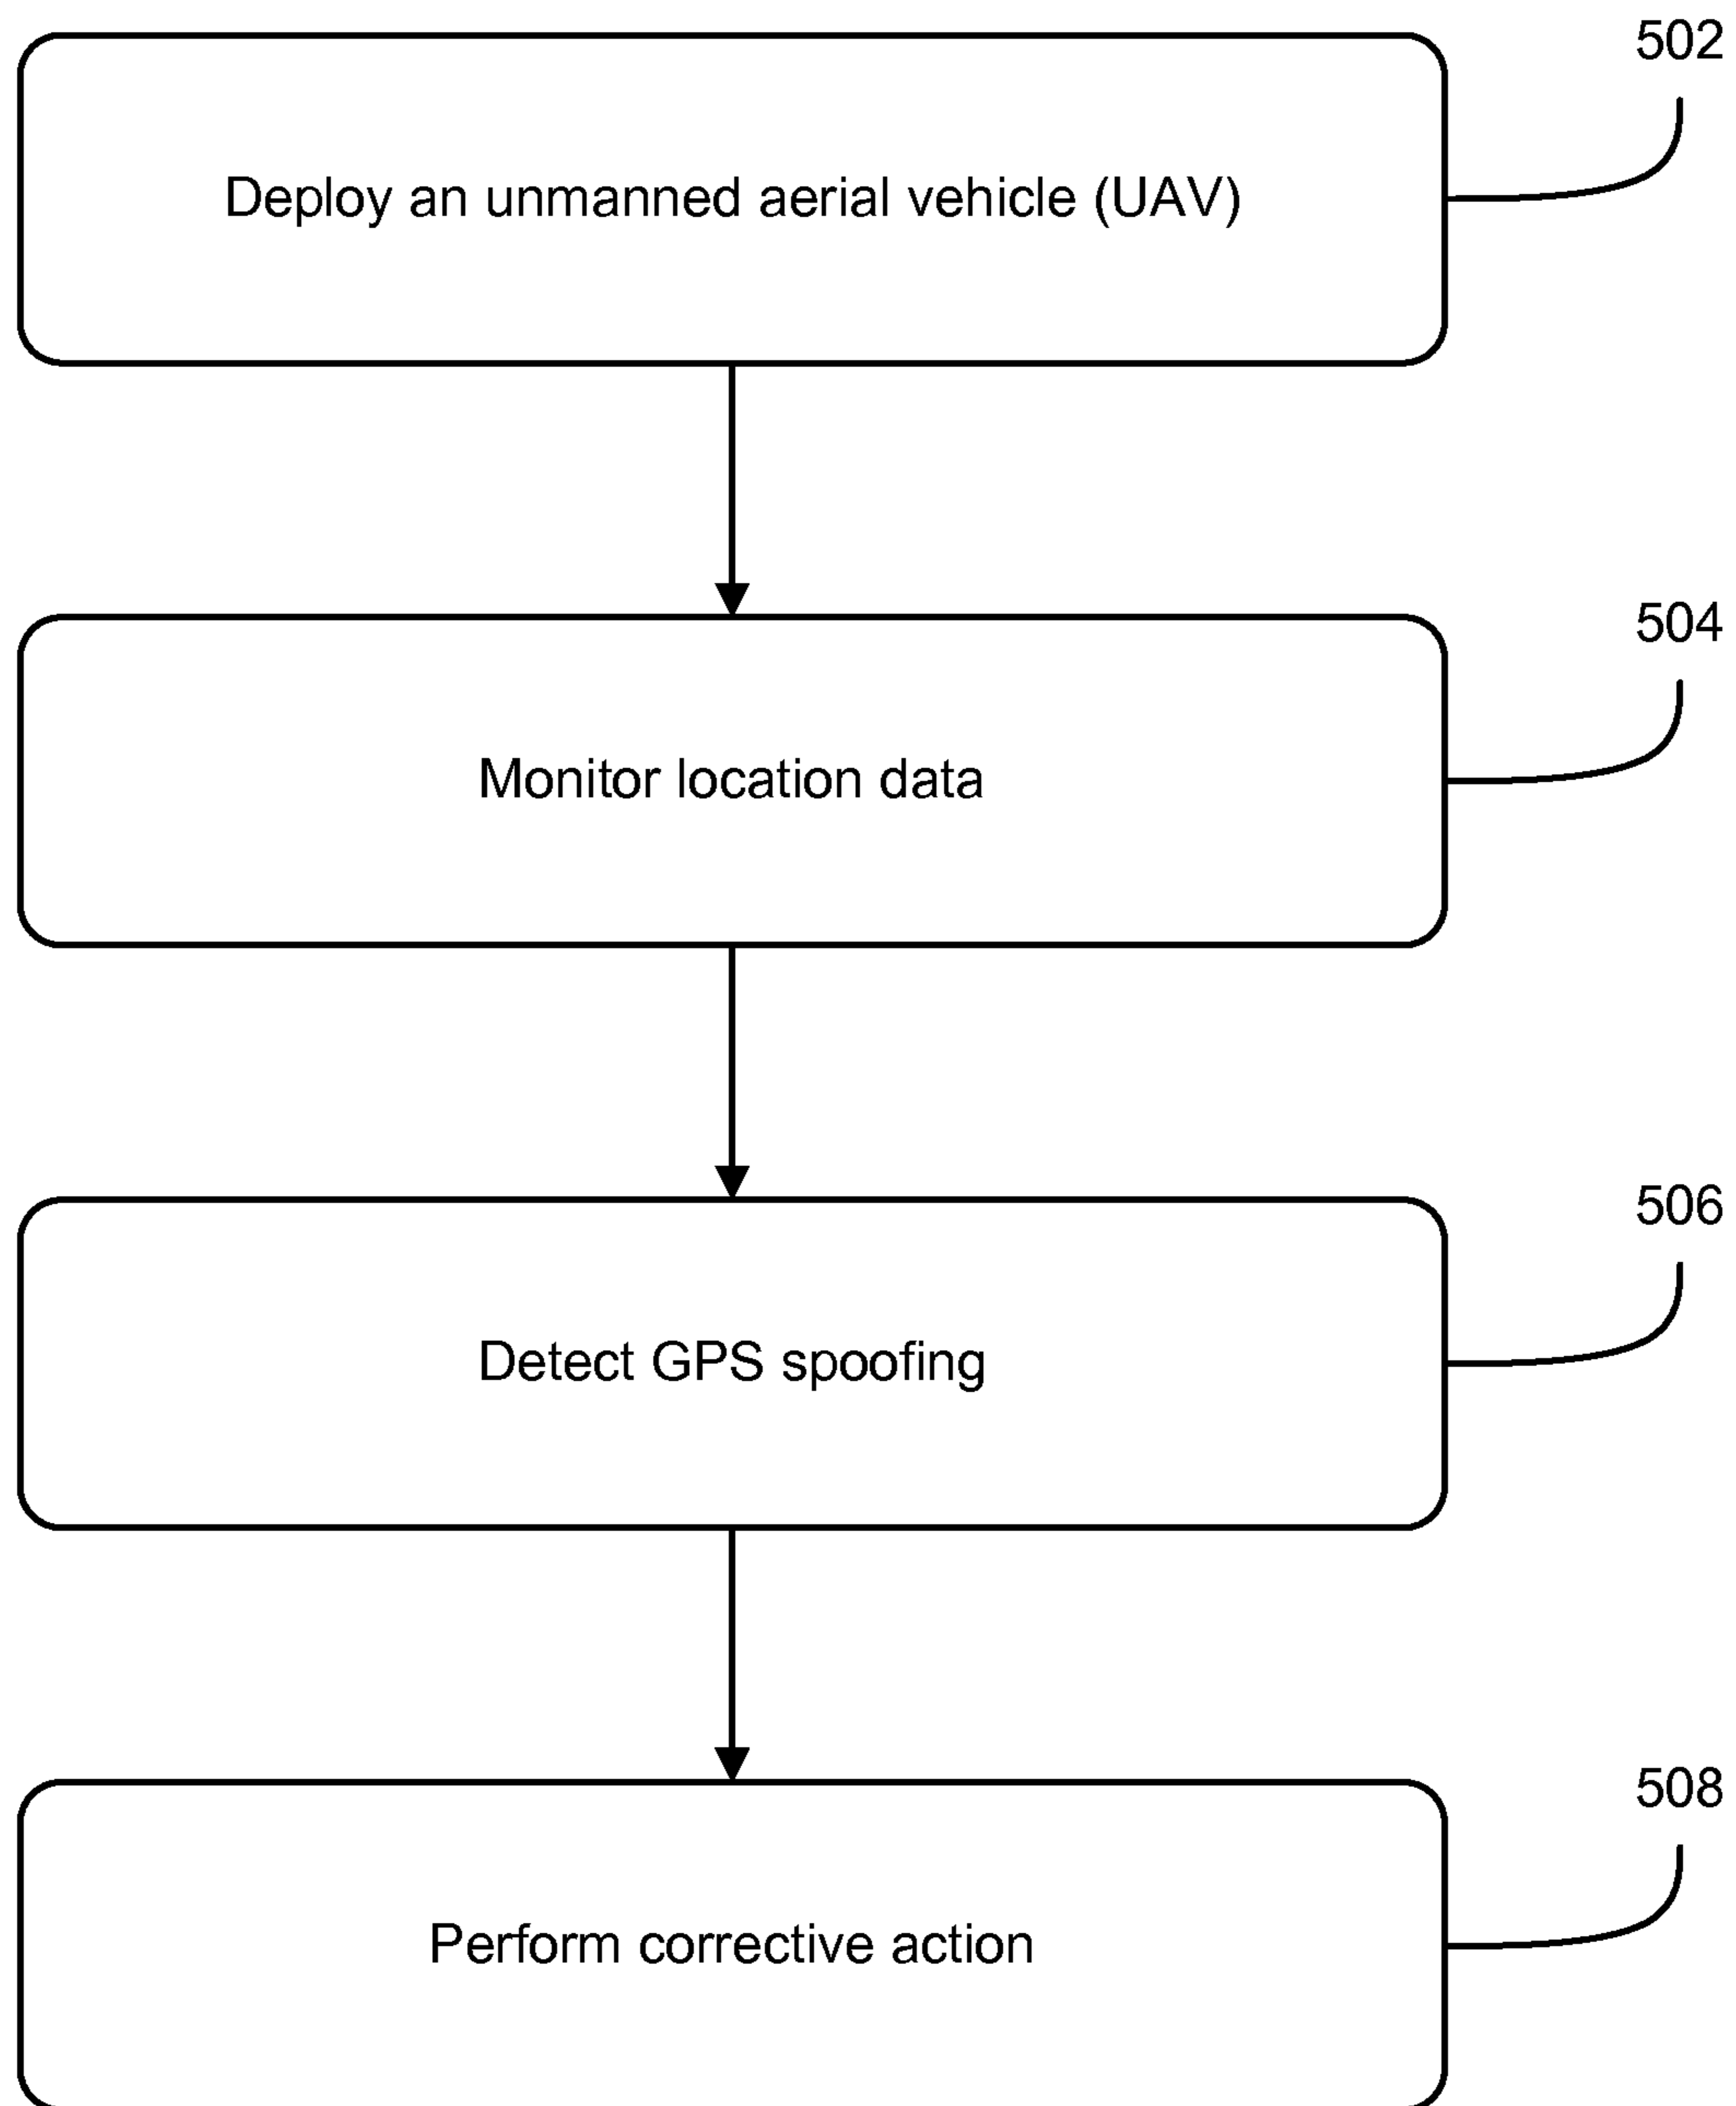 502
Deploy an unmanned aerial vehicle (UAV)
504
Monitor location data
506
Detect GPS spoofing
508
Perform corrective action